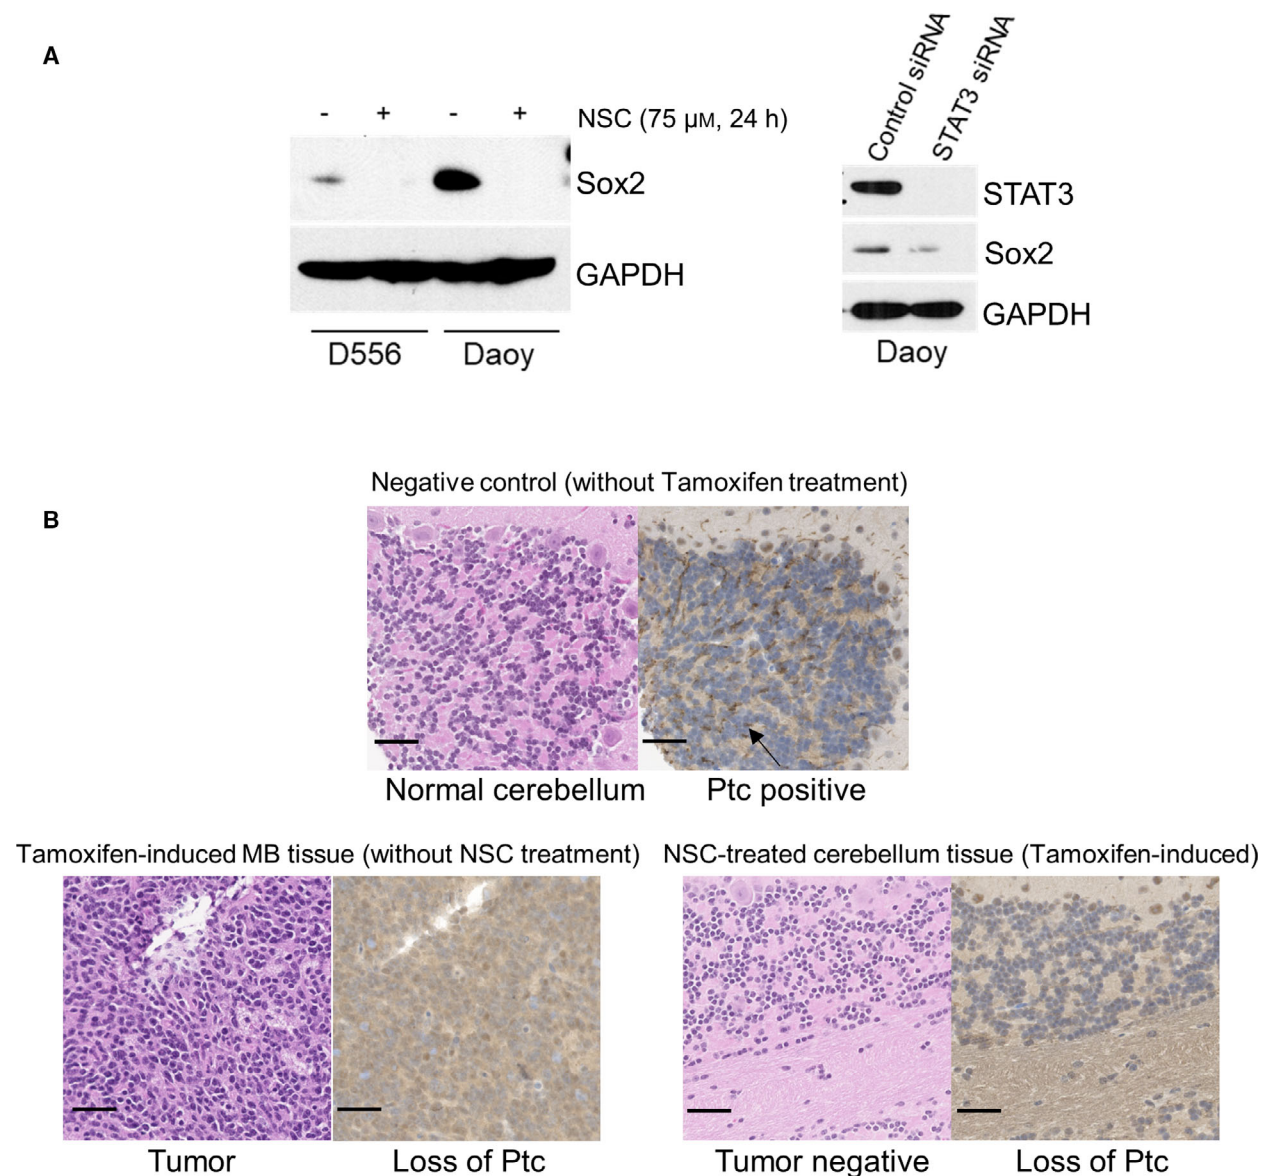 A
- + - + NSC (75 µM, 24 h)
Sox2
GAPDH
D556 Daoy
Control siRNA STAT3 siRNA
STAT3
Sox2
GAPDH
Daoy
B
Negative control (without Tamoxifen treatment)
Normal cerebellum Ptc positive
Tamoxifen-induced MB tissue (without NSC treatment) NSC-treated cerebellum tissue (Tamoxifen-induced)
Tumor Loss of Ptc Tumor negative Loss of Ptc